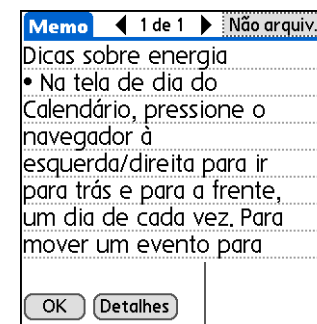 Memo 1 de 1 Não arquiv.
Dicas sobre energia
• Na tela de dia do
Calendário, pressione o
navegador à
esquerda/direita para ir
para trás e para a frente,
um dia de cada vez. Para
mover um evento para
OK Detalhes